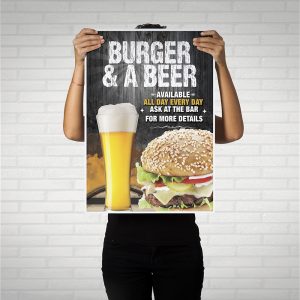 BURGER
& A BEER
AVAILABLE
ALL DAY EVERY DAY
ASK AT THE BAR
FOR MORE DETAILS